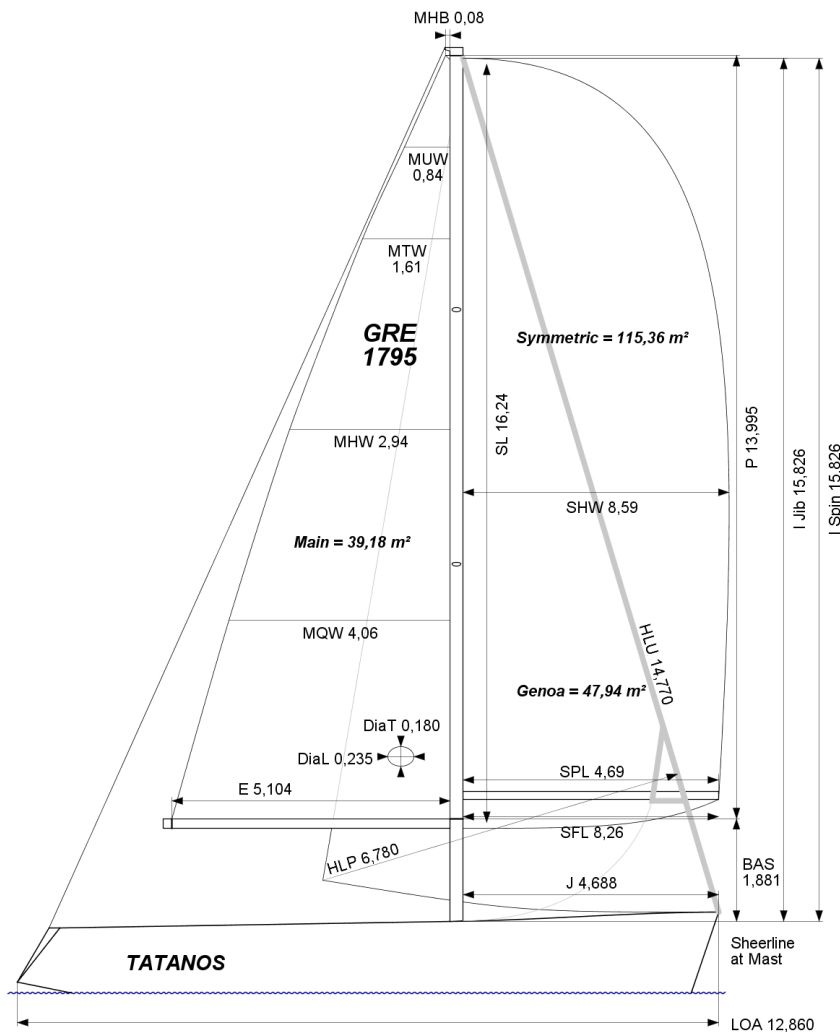 MHB 0,08
MUW
0,84
MTW
1,61
GRE
1795
Symmetric = 115,36 m²
SL 16,24
P 13,995
I Jib 15,826
I Spin 15,826
MHW 2,94
SHW 8,59
Main = 39,18 m²
MQW 4,06
HLU 14,770
Genoa = 47,94 m²
DiaT 0,180
DiaL 0,235
SPL 4,69
E 5,104
SFL 8,26
HLP 6,780
BAS
1,881
J 4,688
Sheerline
at Mast
TATANOS
LOA 12,860